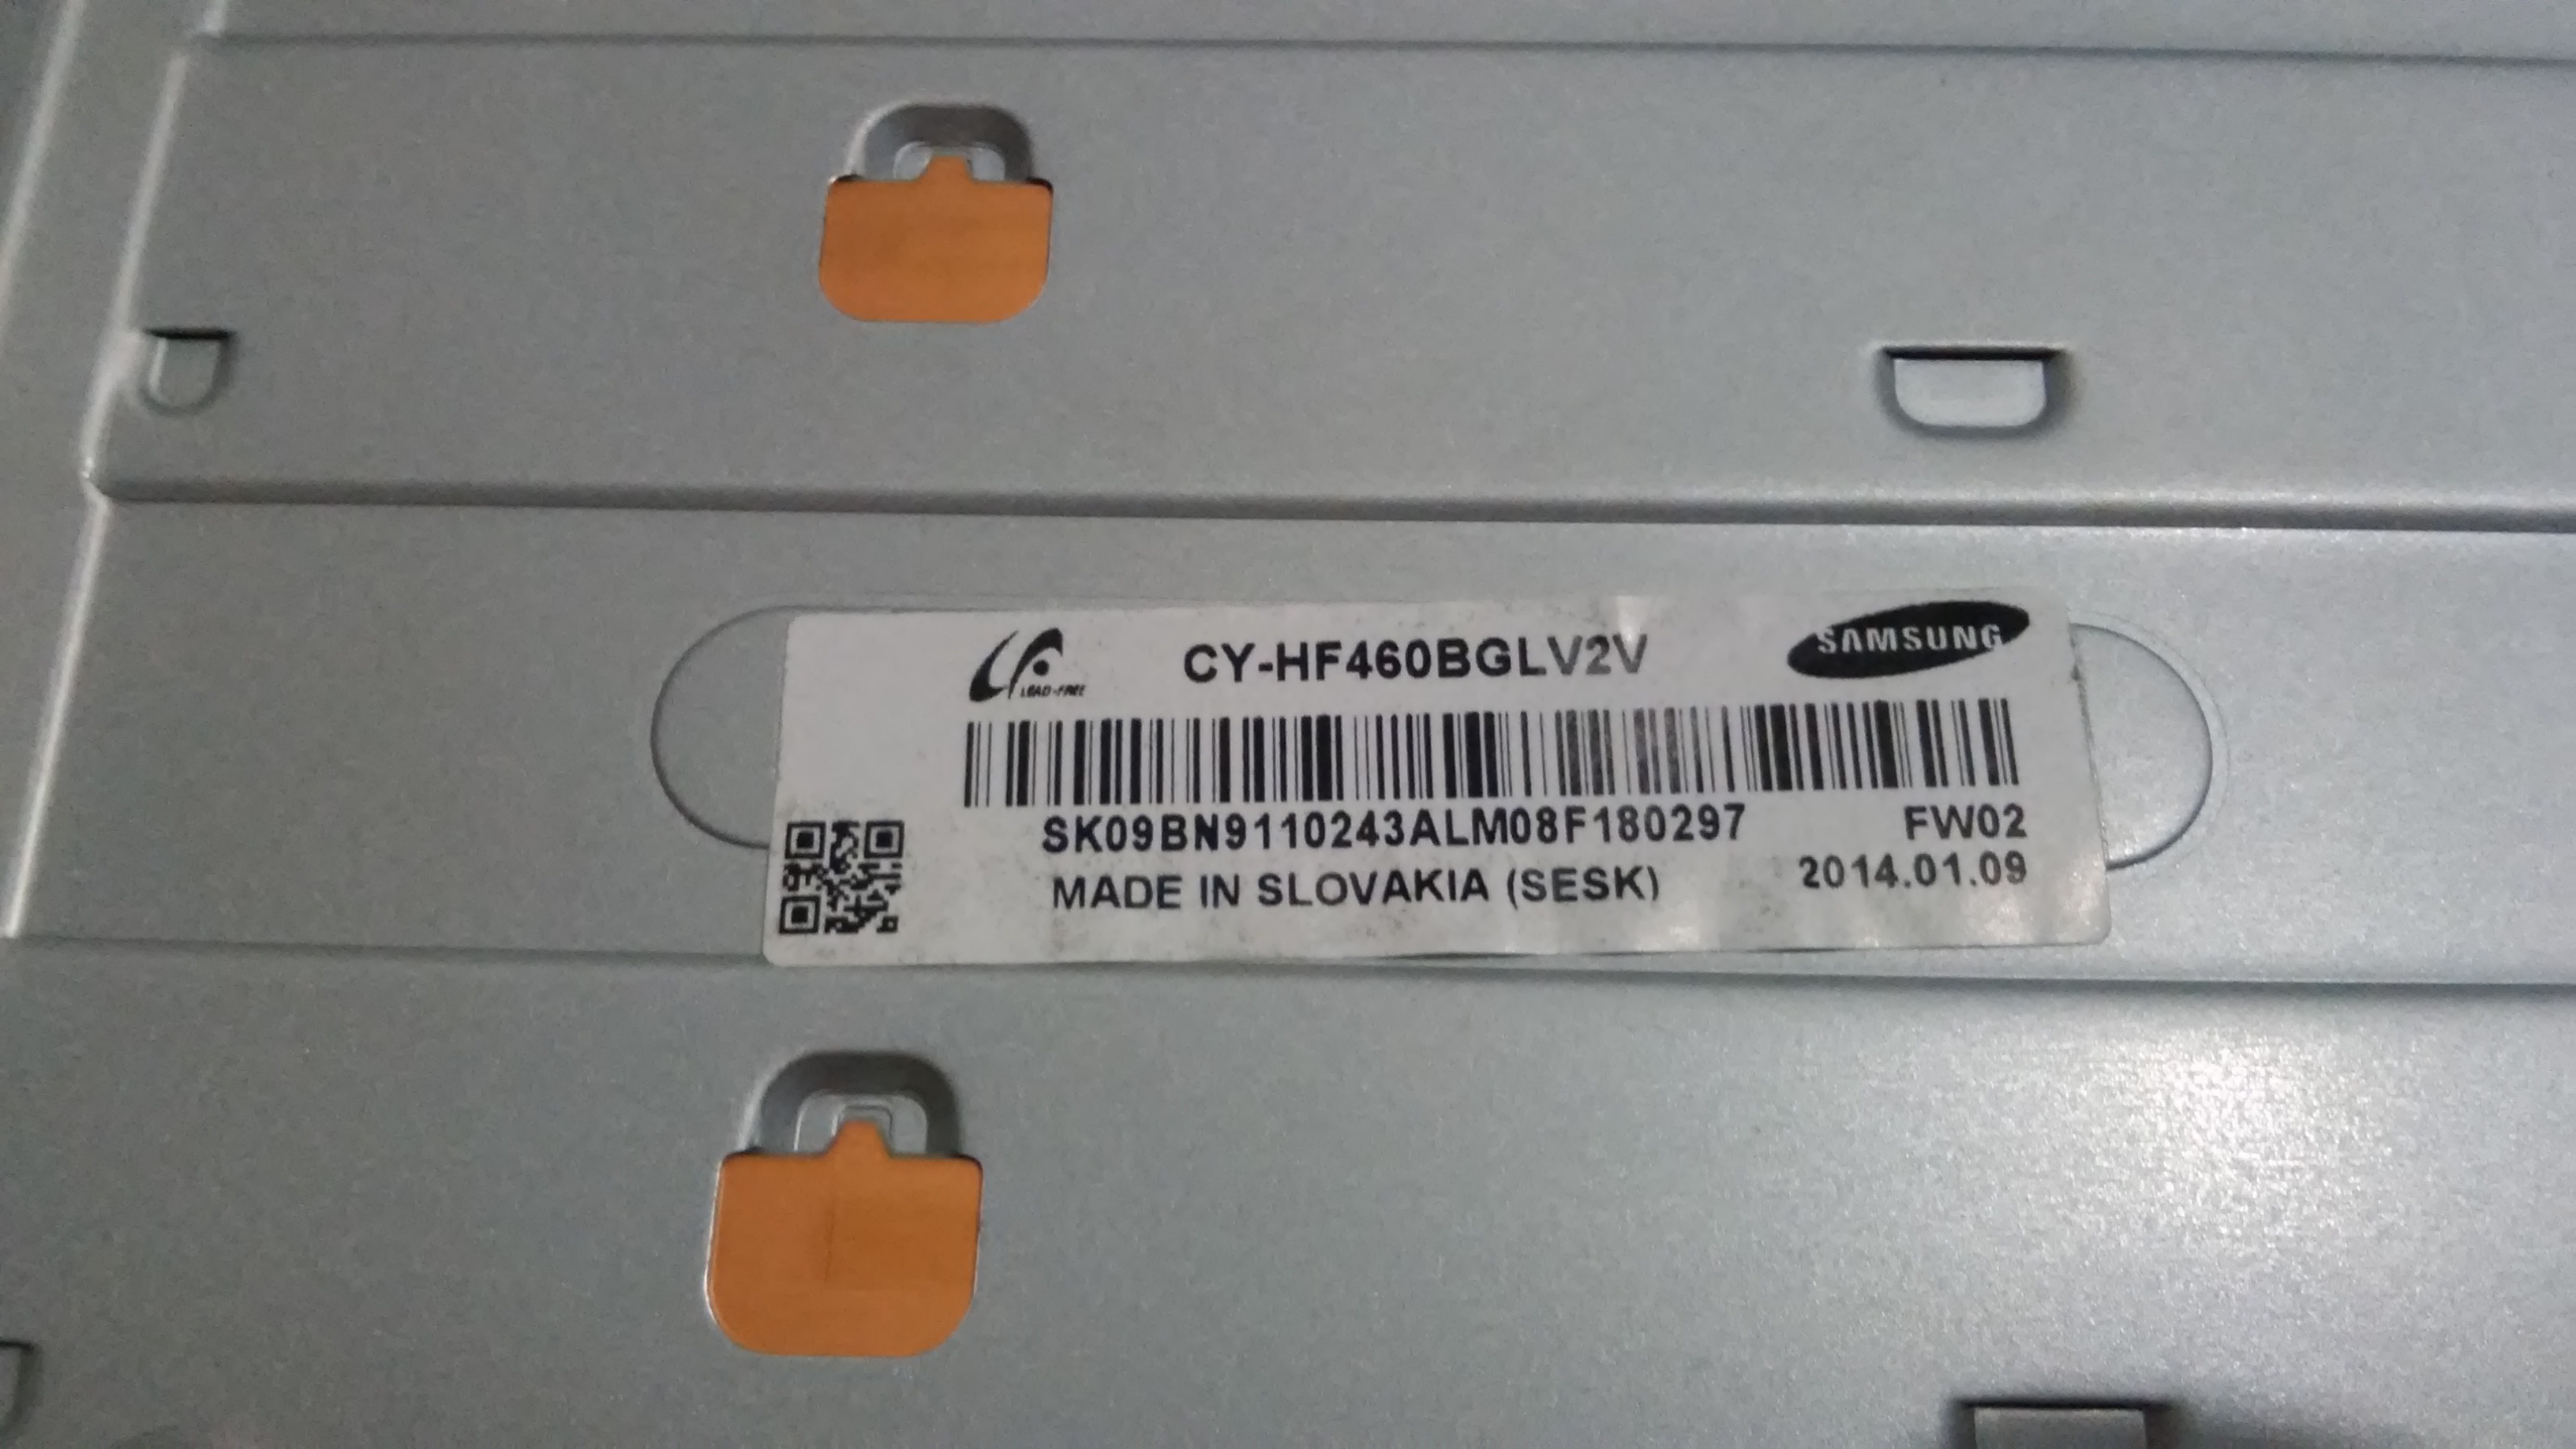 LEAD-FREE
CY-HF460BGLV2V
SAMSUNG
SK09BN9110243ALM08F180297
FW02
MADE IN SLOVAKIA (SESK)
2014.01.09